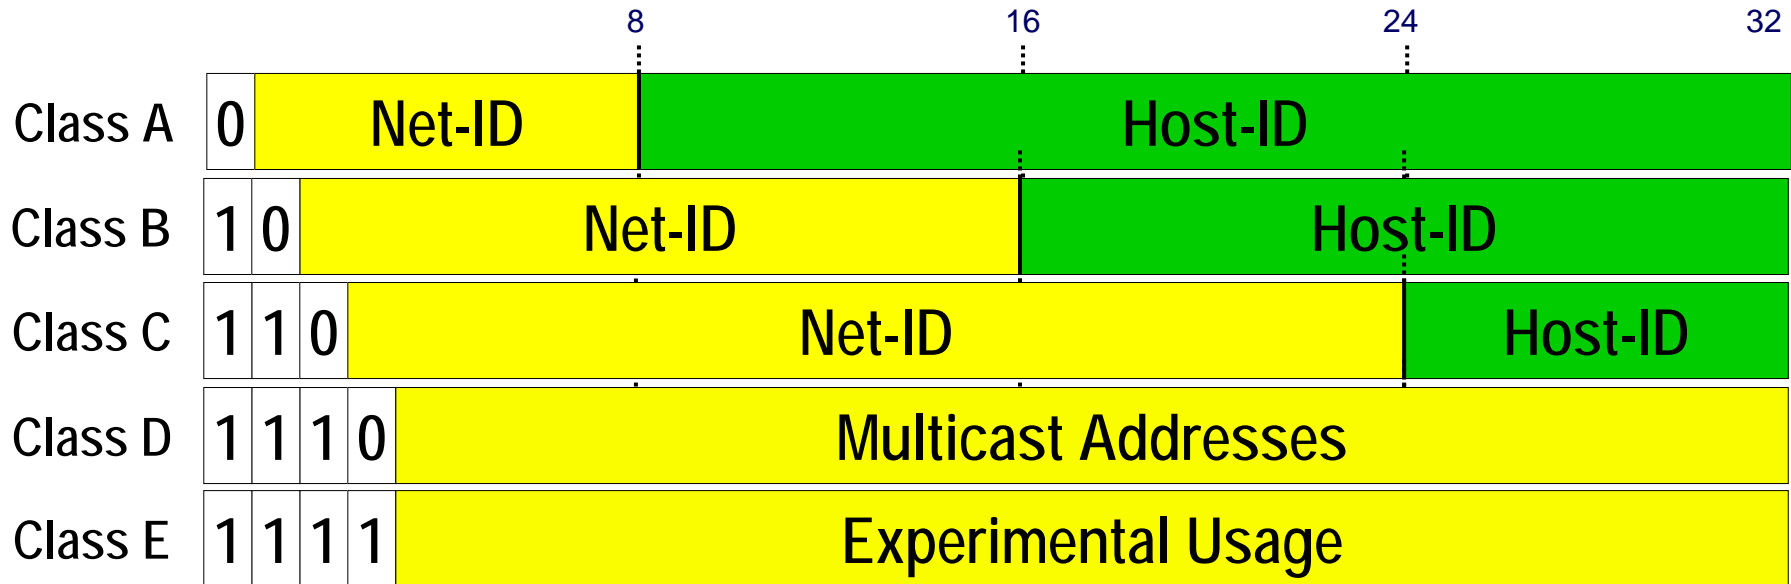 8 16 24 32
Class A 0 Net-ID Host-ID
Class B 1 0 Net-ID Host-ID
Class C 1 1 0 Net-ID Host-ID
Class D 1 1 1 0 Multicast Addresses
Class E 1 1 1 1 Experimental Usage